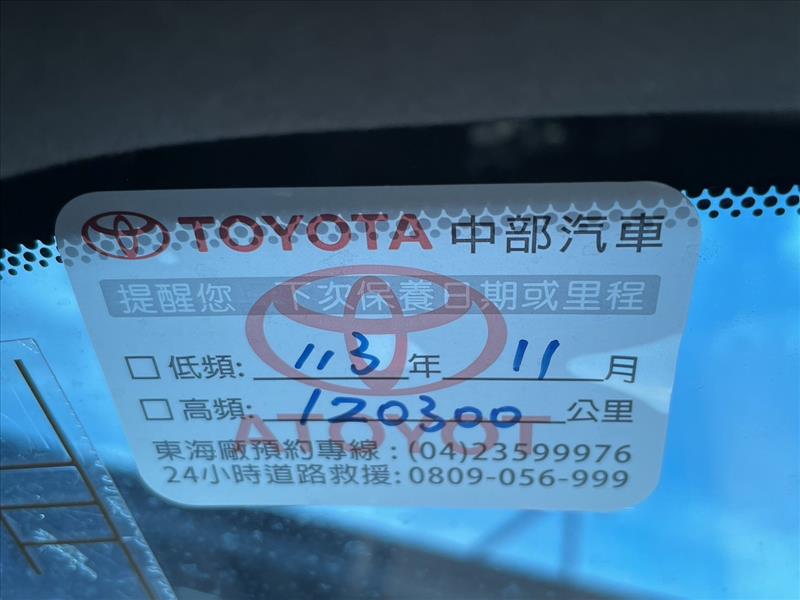 TOYOTA 中部汽車
提醒您 下次保養日期或里程
☐ 低頻: 113 年 11 月
☐ 高頻: 120300 公里
東海廠預約專線：(04)23599976
24小時道路救援: 0809-056-999